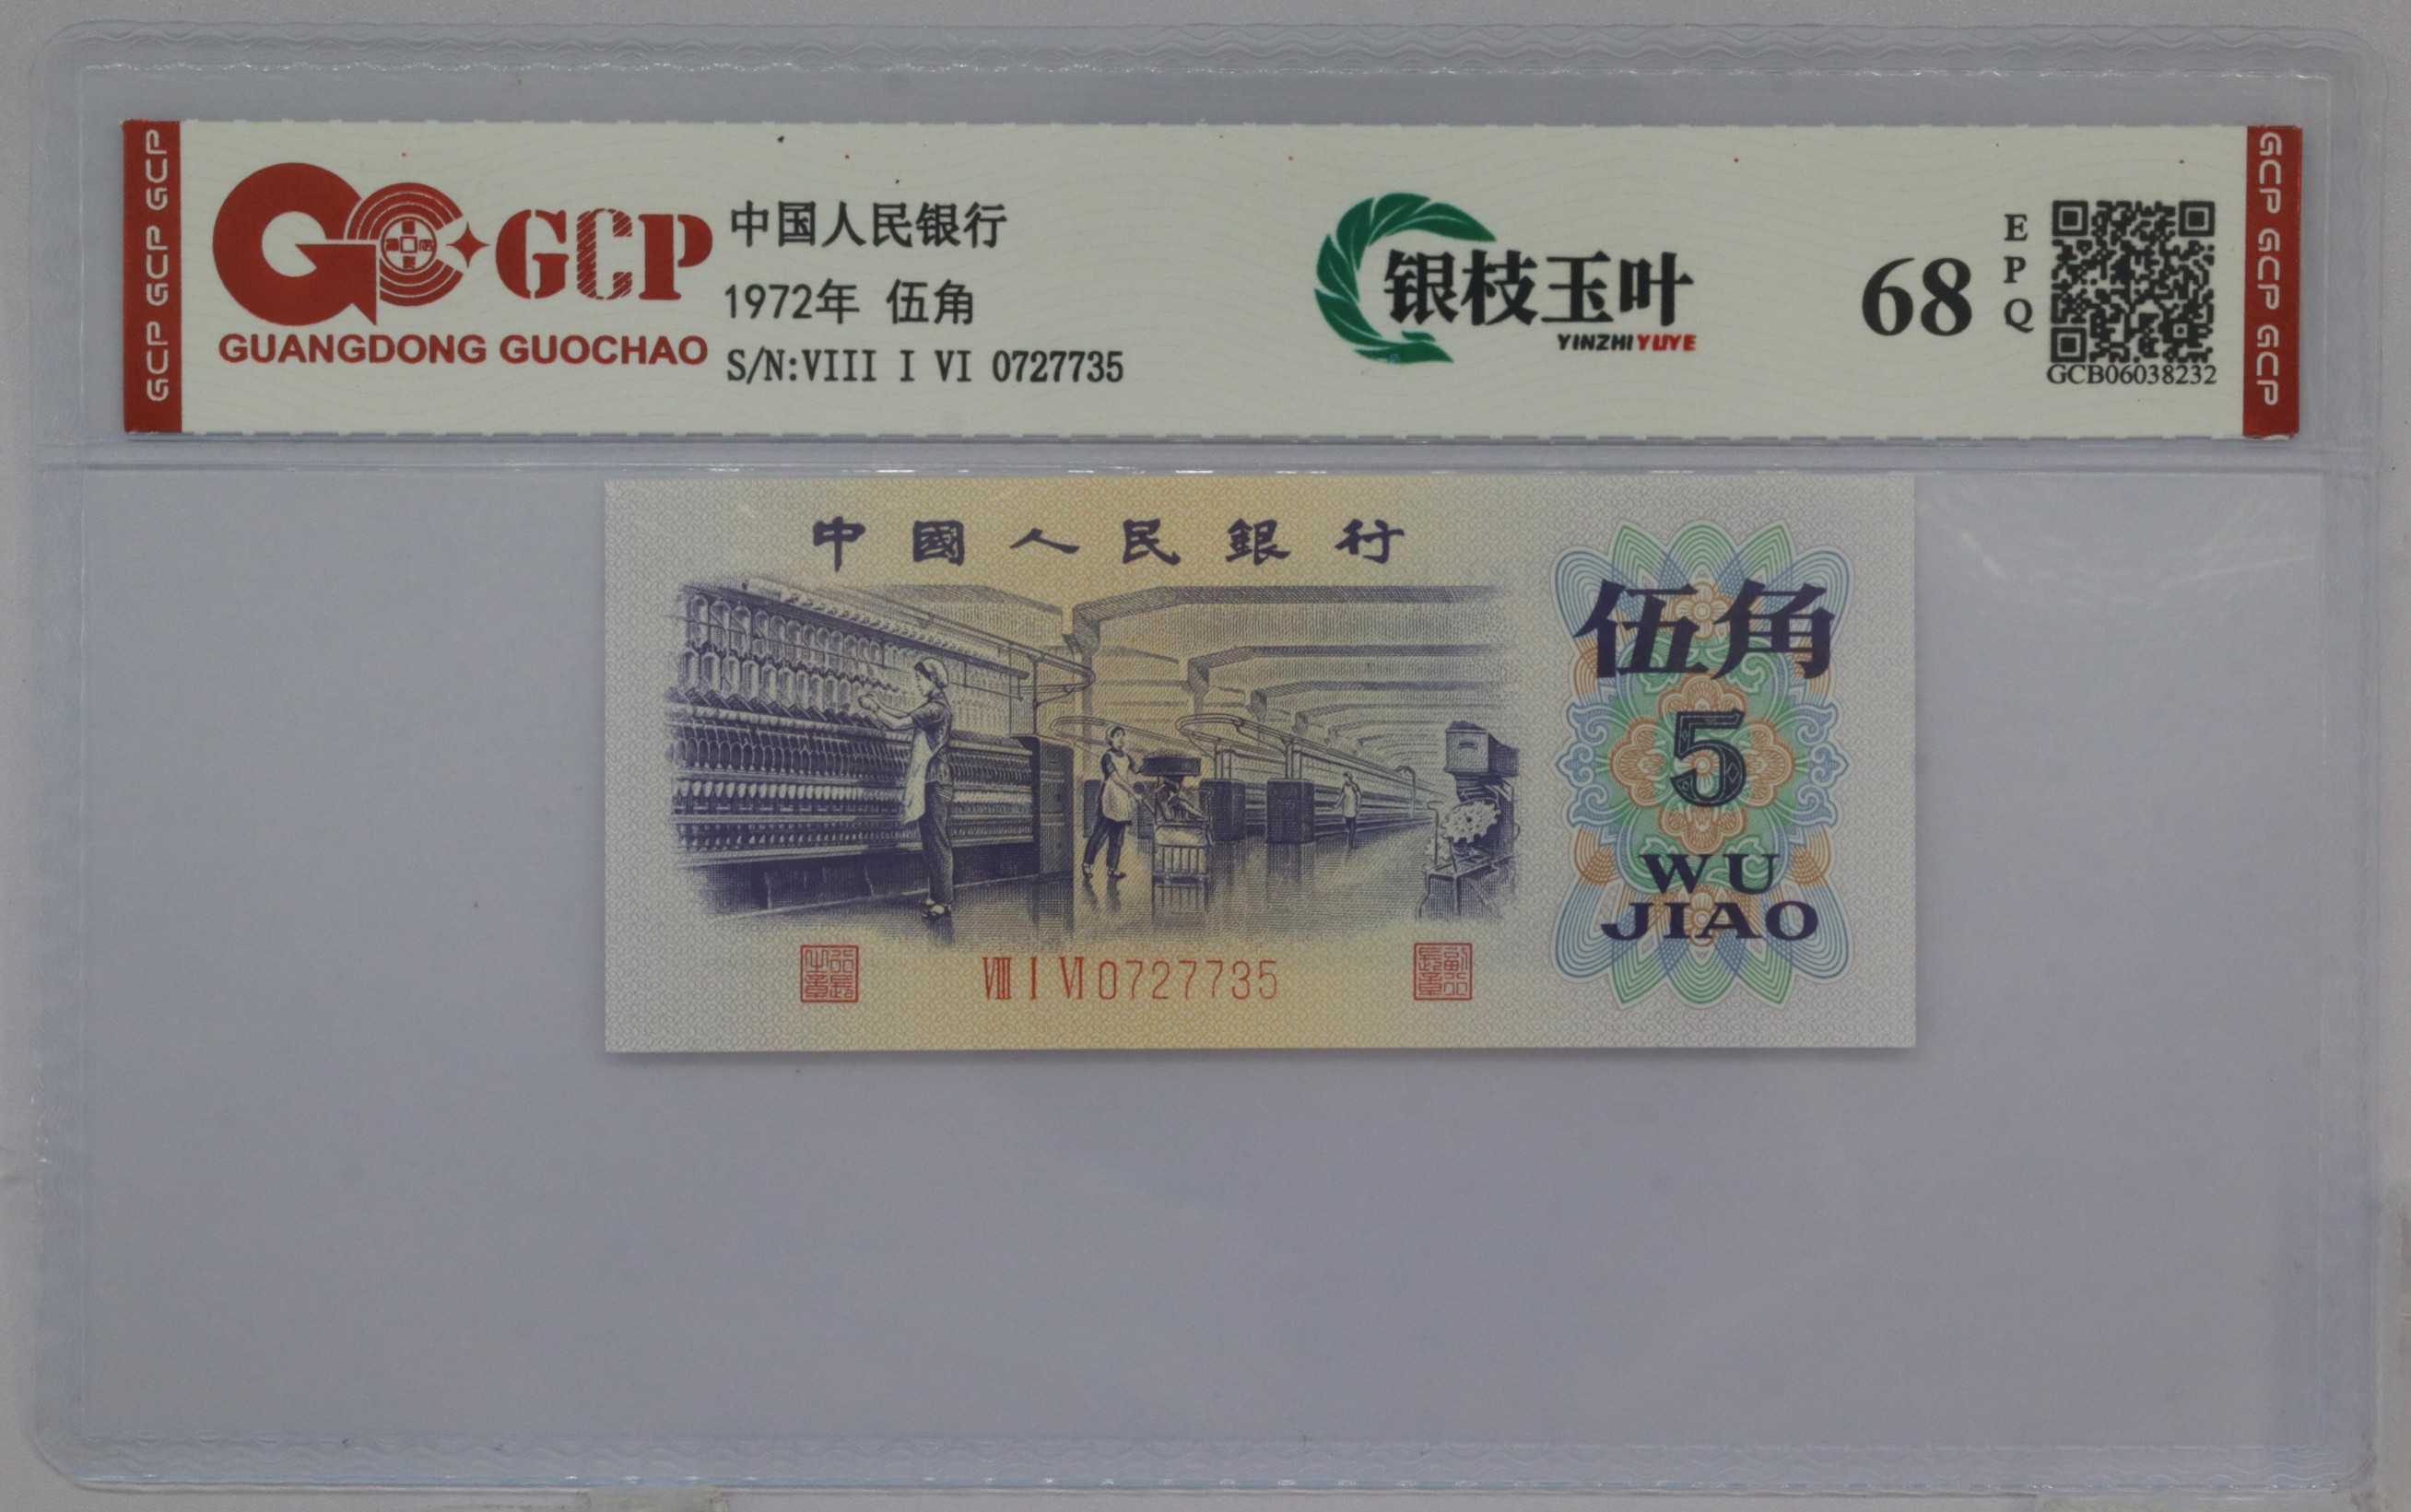 GCP GCP GCP
GCP
GUANGDONG GUOCHAO
中国人民银行
1972年 伍角
S/N:VIII I VI 0727735
银枝玉叶
YINZHIYUYE
68
EPQ
GCB06038232
GCP GCP GCP
中國人民銀行
伍角
5
WU
JIAO
VIII I VI 0727735